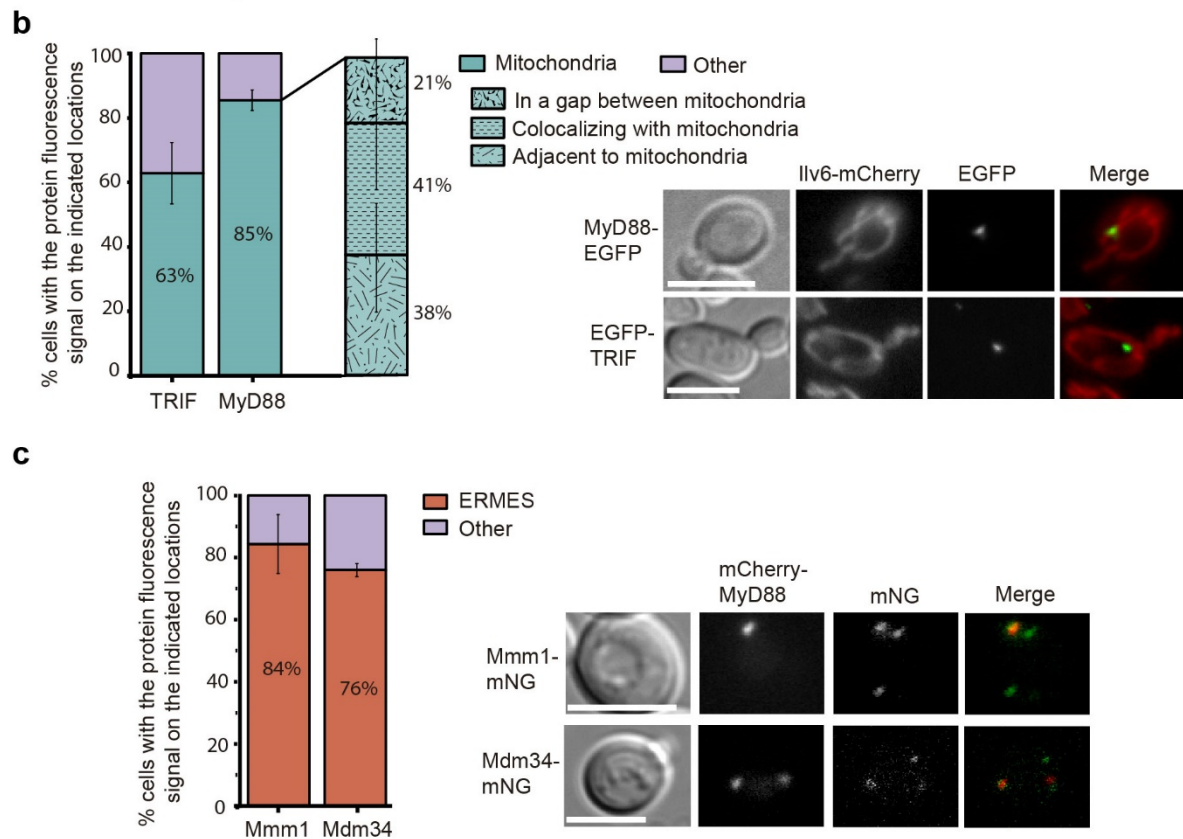 b
% cells with the protein fluorescence
signal on the indicated locations
100
80
60
40
20
0
63%
85%
TRIF MyD88
21%
41%
38%
Mitochondria
Other
In a gap between mitochondria
Colocalizing with mitochondria
Adjacent to mitochondria
Ilv6-mCherry EGFP Merge
MyD88-
EGFP
EGFP-
TRIF
c
% cells with the protein fluorescence
signal on the indicated locations
100
80
60
40
20
0
84%
76%
Mmm1 Mdm34
ERMES
Other
mCherry-
MyD88
mNG
Merge
Mmm1-
mNG
Mdm34-
mNG